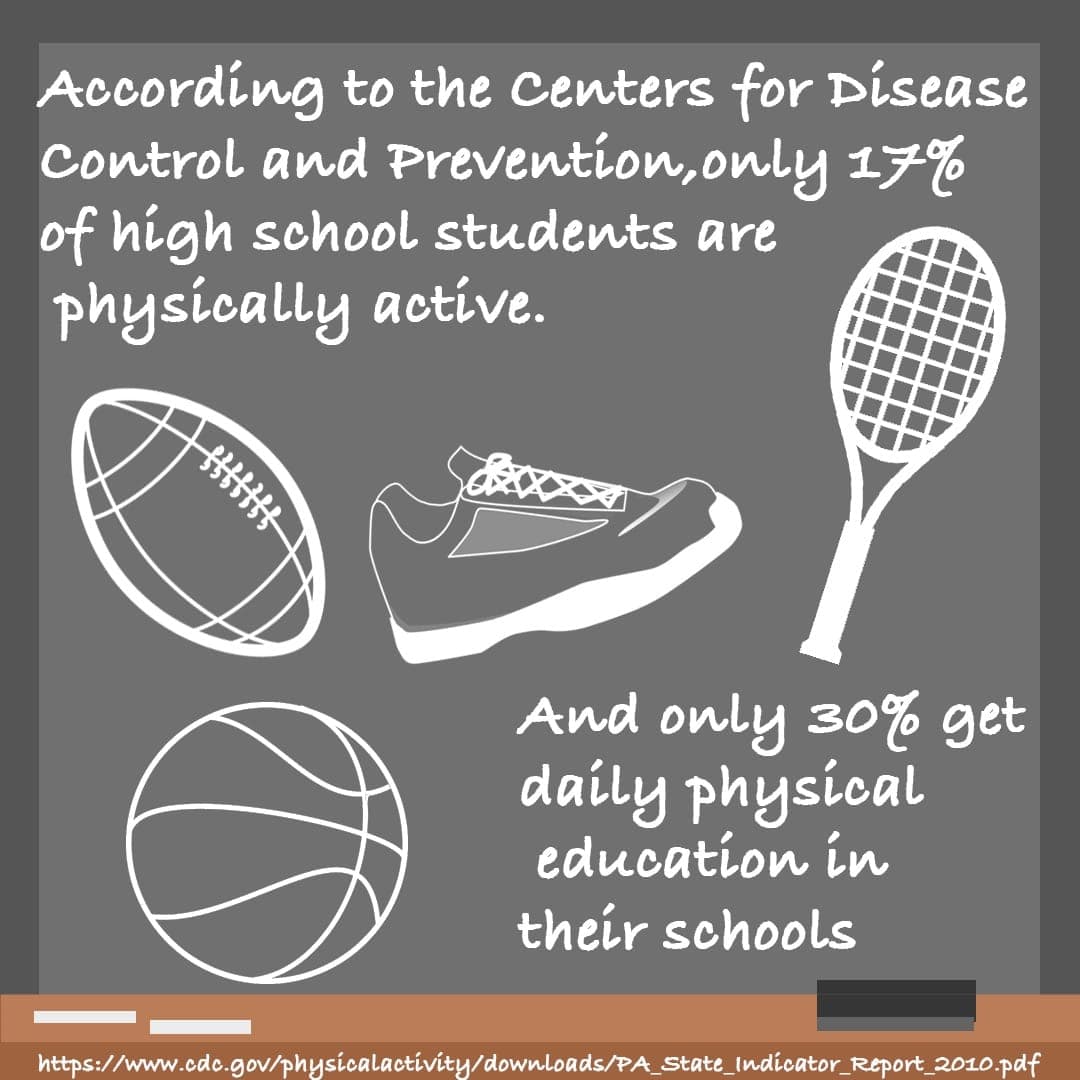 According to the Centers for Disease
Control and Prevention,only 17%
of high school students are
physically active.
And only 30% get
daily physical
education in
their schools
https://www.cdc.gov/physicalactivity/downloads/PA_State_Indicator_Report_2010.pdf